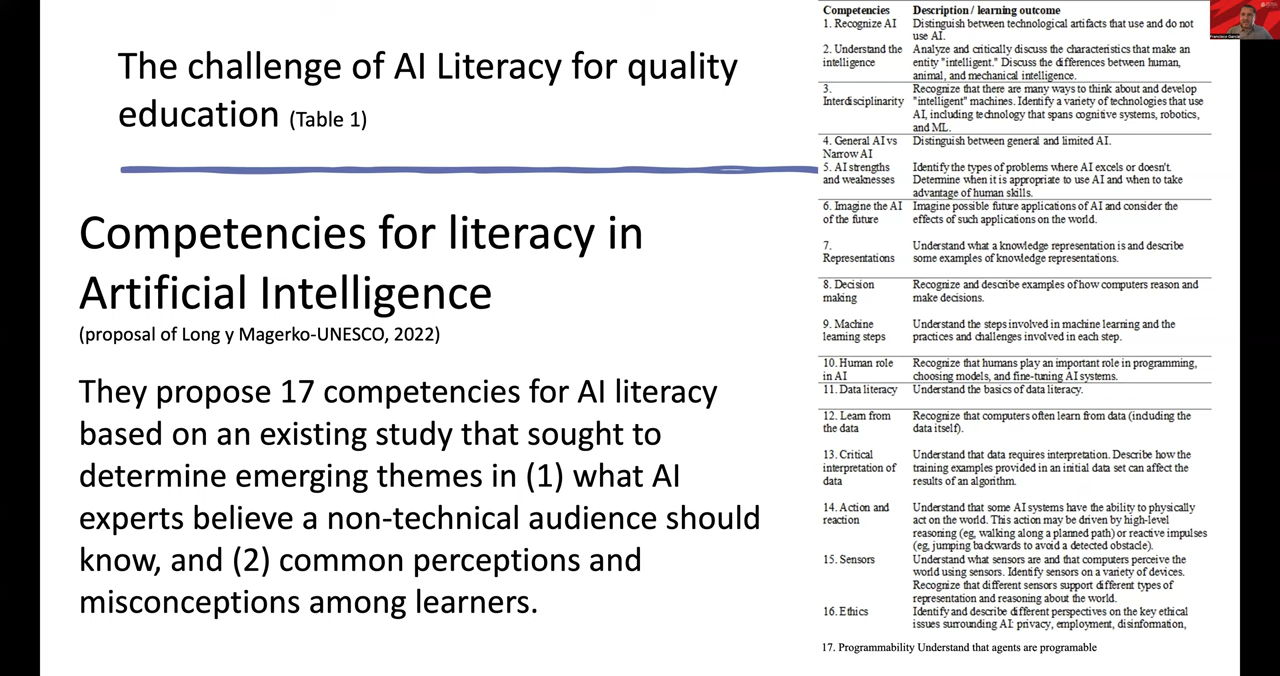 The challenge of AI Literacy for quality
education (Table 1)
Competencies for literacy in
Artificial Intelligence
(proposal of Long y Magerko-UNESCO, 2022)
They propose 17 competencies for AI literacy
based on an existing study that sought to
determine emerging themes in (1) what AI
experts believe a non-technical audience should
know, and (2) common perceptions and
misconceptions among learners.
Competencies Description / learning outcome
1. Recognize AI Distinguish between technological artifacts that use and do not
use AI.
2. Understand the Analyze and critically discuss the characteristics that make an
intelligence entity "intelligent." Discuss the differences between human,
animal, and mechanical intelligence.
3. Recognize that there are many ways to think about and develop
Interdisciplinarity "intelligent" machines. Identify a variety of technologies that use
AI, including technology that spans cognitive systems, robotics,
and ML.
4. General AI vs Distinguish between general and limited AI.
Narrow AI
5. AI strengths Identify the types of problems where AI excels or doesn't.
and weaknesses Determine when it is appropriate to use AI and when to take
advantage of human skills.
6. Imagine the AI Imagine possible future applications of AI and consider the
of the future effects of such applications on the world.
7. Understand what a knowledge representation is and describe
Representations some examples of knowledge representations.
8. Decision Recognize and describe examples of how computers reason and
making make decisions.
9. Machine Understand the steps involved in machine learning and the
learning steps practices and challenges involved in each step.
10. Human role Recognize that humans play an important role in programming,
in AI choosing models, and fine-tuning AI systems.
11. Data literacy Understand the basics of data literacy.
12. Learn from Recognize that computers often learn from data (including the
the data data itself).
13. Critical Understand that data requires interpretation. Describe how the
interpretation of training examples provided in an initial data set can affect the
data results of an algorithm.
14. Action and Understand that some AI systems have the ability to physically
reaction act on the world. This action may be driven by high-level
reasoning (eg, walking along a planned path) or reactive impulses
(eg, jumping backwards to avoid a detected obstacle).
15. Sensors Understand what sensors are and that computers perceive the
world using sensors. Identify sensors on a variety of devices.
Recognize that different sensors support different types of
representation and reasoning about the world.
16. Ethics Identify and describe different perspectives on the key ethical
issues surrounding AI: privacy, employment, disinformation,
17. Programmability Understand that agents are programable